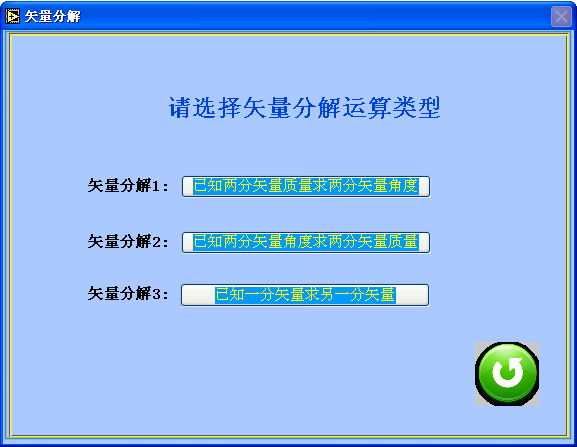 矢量分解
请选择矢量分解运算类型
矢量分解1： 已知两分矢量质量求两分矢量角度
矢量分解2： 已知两分矢量角度求两分矢量质量
矢量分解3： 已知一分矢量求另一分矢量